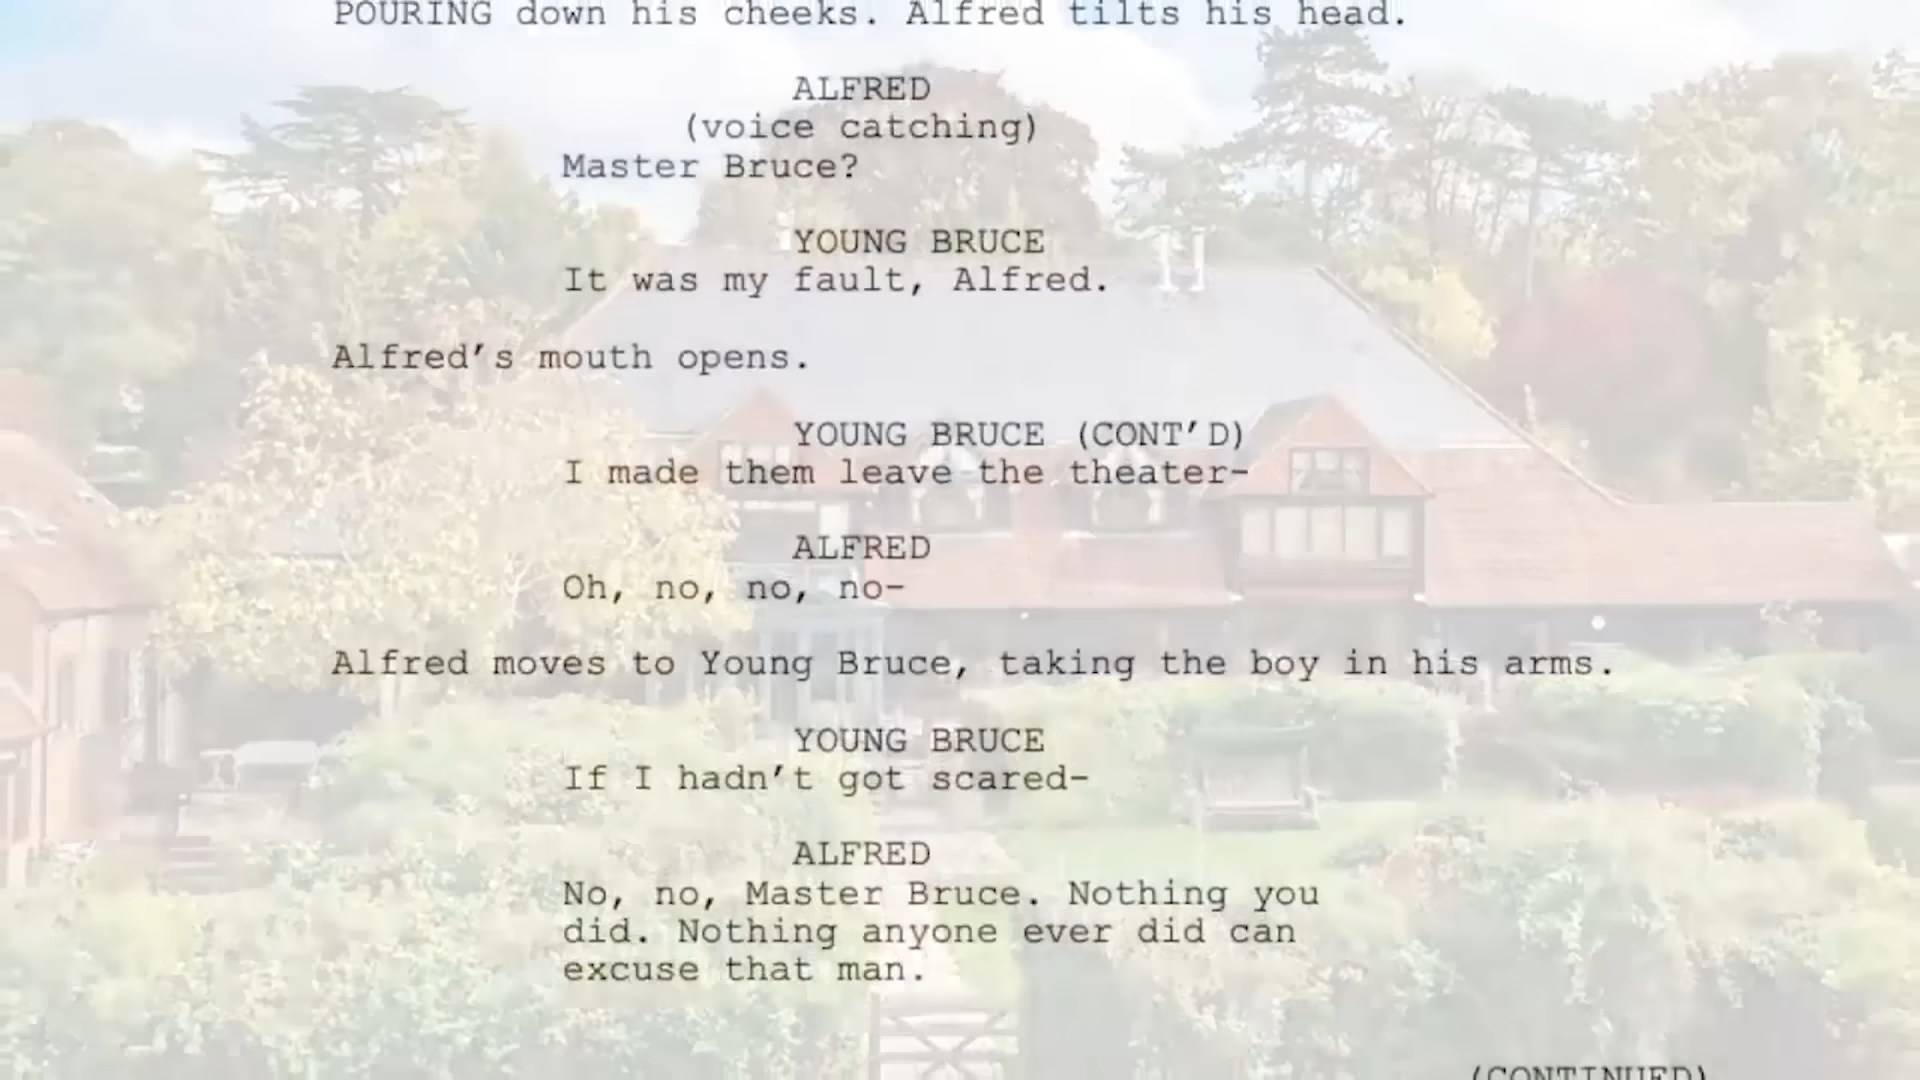 POURING down his cheeks. Alfred tilts his head.
ALFRED
(voice catching)
Master Bruce?
YOUNG BRUCE
It was my fault, Alfred.
Alfred's mouth opens.
YOUNG BRUCE (CONT'D)
I made them leave the theater-
ALFRED
Oh, no, no, no-
Alfred moves to Young Bruce, taking the boy in his arms.
YOUNG BRUCE
If I hadn't got scared-
ALFRED
No, no, Master Bruce. Nothing you
did. Nothing anyone ever did can
excuse that man.
(CONTINUED)